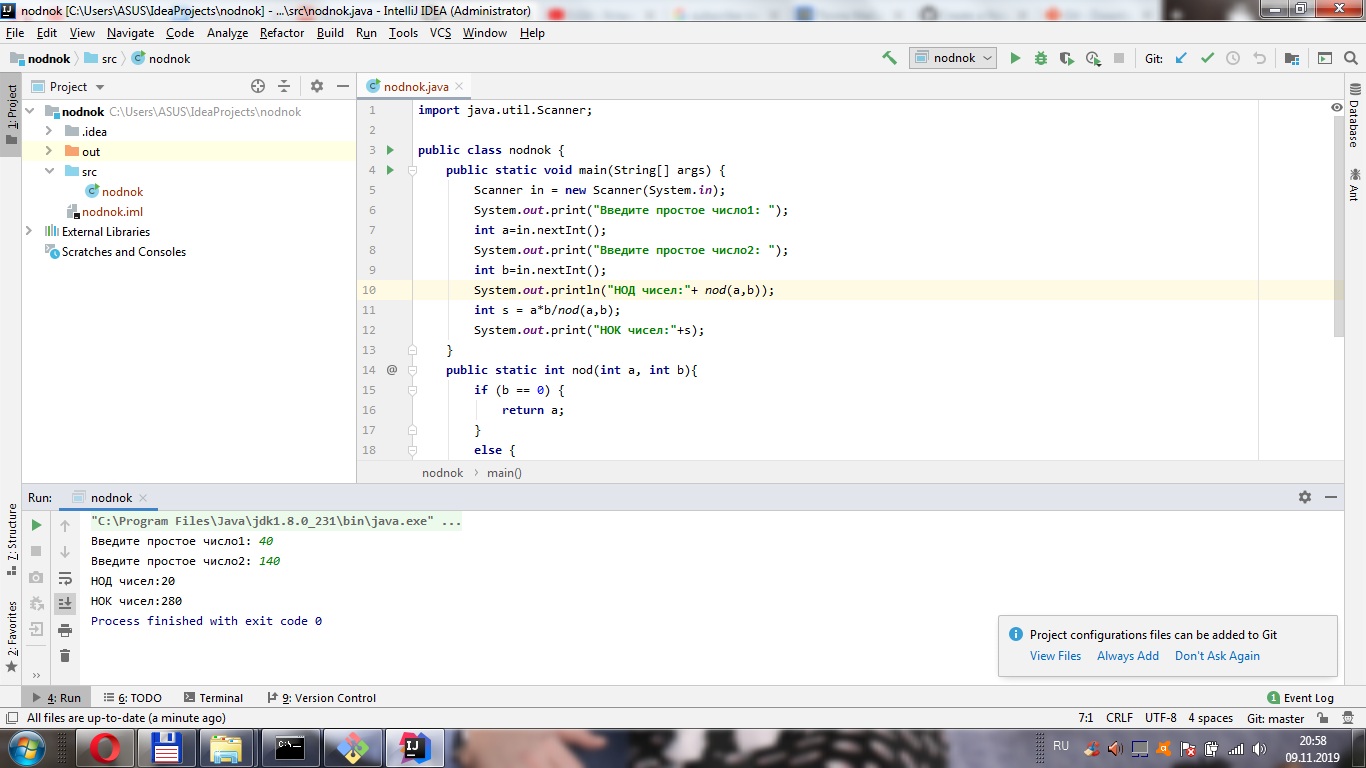 nodnok [C:\Users\ASUS\IdeaProjects\nodnok] - ...\src\nodnok.java - IntelliJ IDEA (Administrator)
File Edit View Navigate Code Analyze Refactor Build Run Tools VCS Window Help
nodnok src nodnok
nodnok Git:
1: Project
Project
nodnok C:\Users\ASUS\IdeaProjects\nodnok
.idea
out
src
nodnok
nodnok.iml
External Libraries
Scratches and Consoles
nodnok.java
1 import java.util.Scanner;
2
3 public class nodnok {
4 public static void main(String[] args) {
5 Scanner in = new Scanner(System.in);
6 System.out.print("Введите простое число1: ");
7 int a=in.nextInt();
8 System.out.print("Введите простое число2: ");
9 int b=in.nextInt();
10 System.out.println("НОД чисел:"+ nod(a,b));
11 int s = a*b/nod(a,b);
12 System.out.print("НОК чисел:"+s);
13 }
14 @ public static int nod(int a, int b){
15 if (b == 0) {
16 return a;
17 }
18 else {
nodnok main()
Database
Ant
Run: nodnok
7: Structure
2: Favorites
"C:\Program Files\Java\jdk1.8.0_231\bin\java.exe" ...
Введите простое число1: 40
Введите простое число2: 140
НОД чисел:20
НОК чисел:280
Process finished with exit code 0
Project configurations files can be added to Git
View Files Always Add Don't Ask Again
4: Run 6: TODO Terminal 9: Version Control 1 Event Log
All files are up-to-date (a minute ago) 7:1 CRLF UTF-8 4 spaces Git: master
RU 20:58
09.11.2019